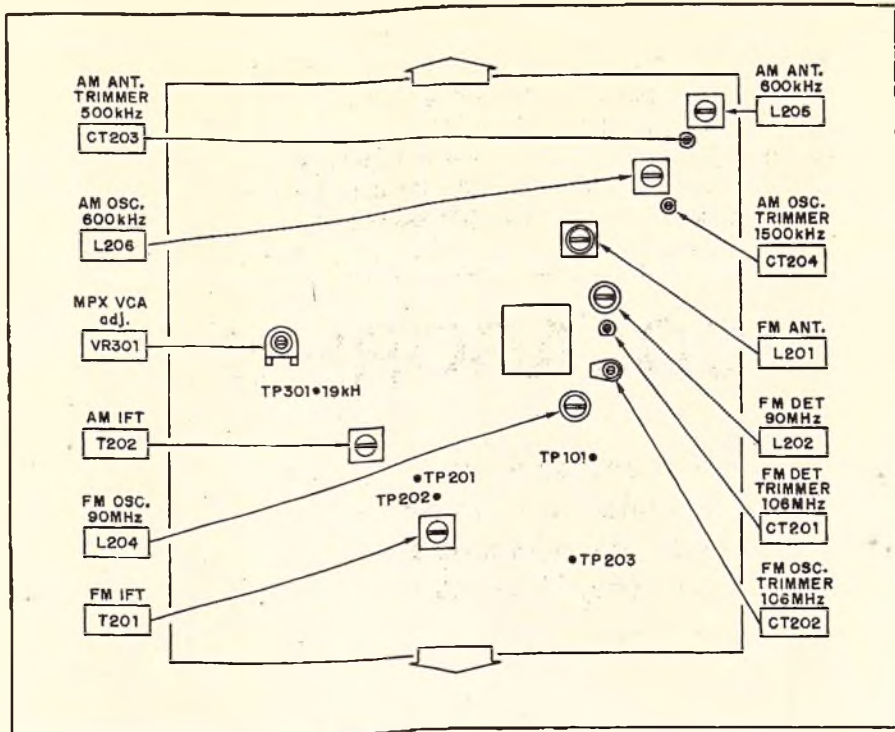 AM ANT.
TRIMMER
500kHz
CT203
AM OSC.
600kHz
L206
MPX VCA
adj.
VR301
AM IFT
T202
FM OSC.
90MHz
L204
FM IFT
T201
TP301•19kH
TP201
TP202
TP101
TP203
AM ANT.
600kHz
L205
AM OSC.
TRIMMER
1500kHz
CT204
FM ANT.
L201
FM DET
90MHz
L202
FM DET
TRIMMER
106MHz
CT201
FM OSC.
TRIMMER
106MHz
CT202